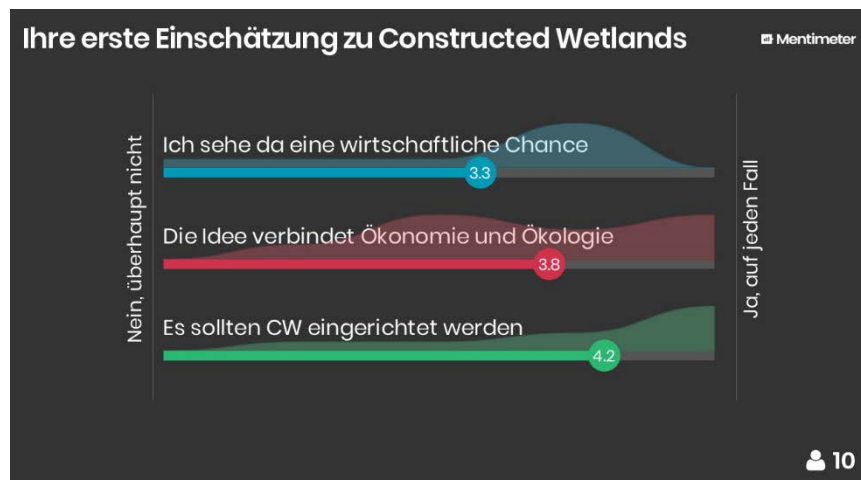 Ihre erste Einschätzung zu Constructed Wetlands
Mentimeter
Nein, überhaupt nicht
Ich sehe da eine wirtschaftliche Chance
3.3
Die Idee verbindet Ökonomie und Ökologie
3.8
Es sollten CW eingerichtet werden
4.2
Ja, auf jeden Fall
10